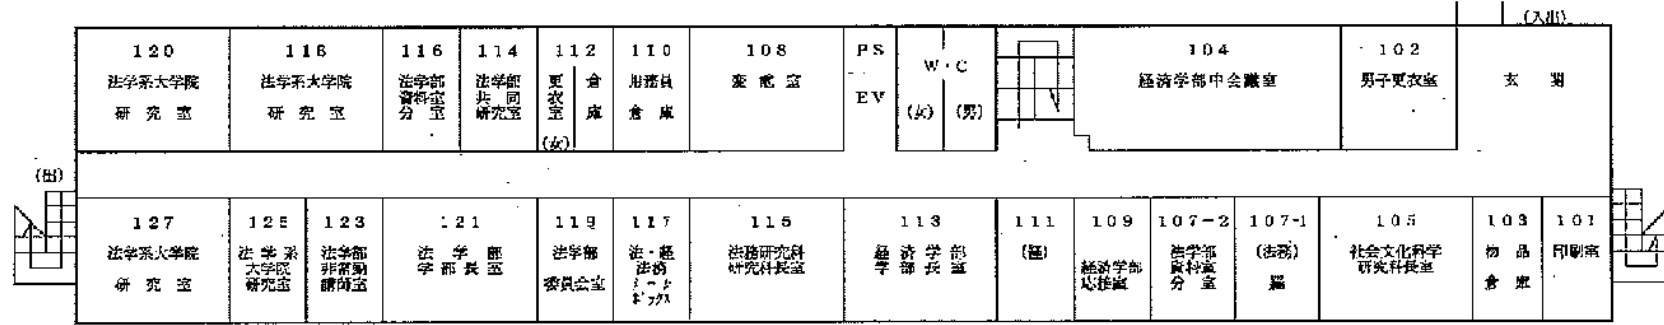 (入出)
120
法学系大学院
研究室
118
法学系大学院
研究室
116
法学部
資料室
分室
114
法学部
共同
研究室
112
更衣室
(女)
倉庫
110
用務員
倉庫
108
変電室
PS
EV
W・C
(女)
(男)
104
経済学部中会議室
102
男子更衣室
玄関
(出)
127
法学系大学院
研究室
125
法学系
大学院
研究室
123
法学部
非常勤
講師室
121
法学部
学部長室
119
法学部
委員会室
117
法・経
法務
メール
ボックス
115
法務研究科
研究科長室
113
経済学部
学部長室
111
109
経済学部
応接室
107-2
法学部
資料室
分室
107-1
(法務)
105
社会文化科学
研究科長室
103
物品
倉庫
101
印刷室